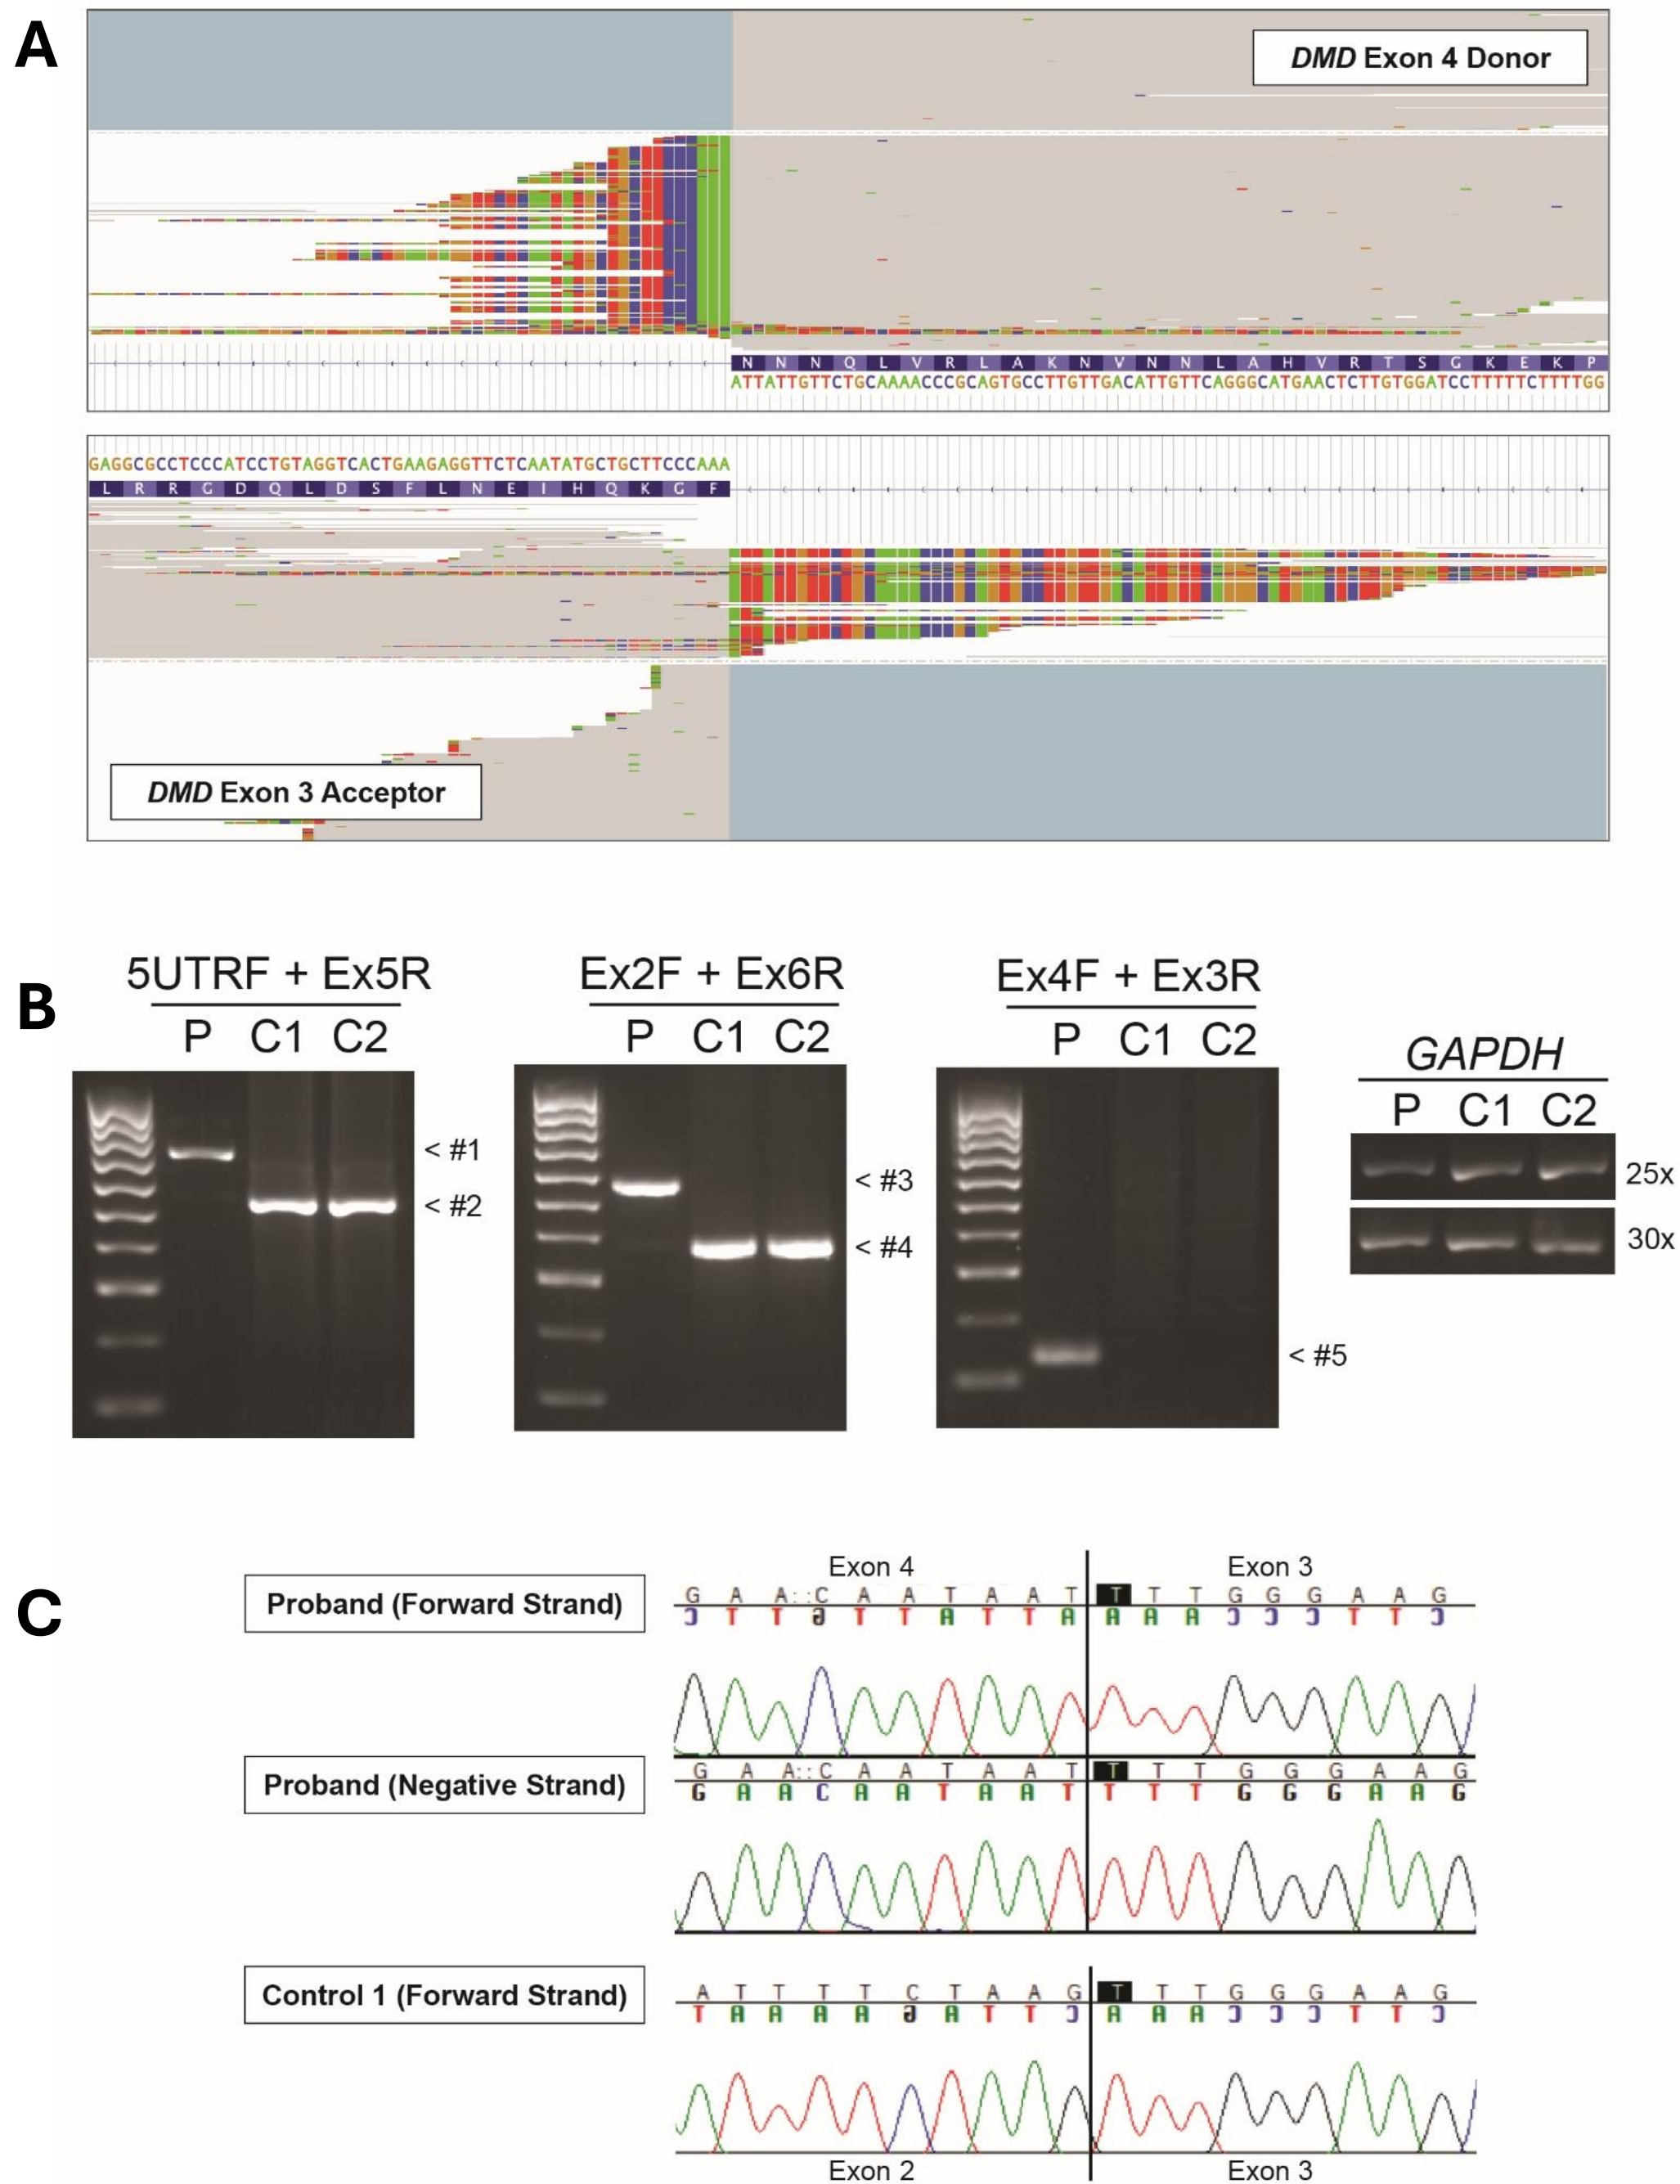 A
DMD Exon 4 Donor
N N N Q L V R L A K N V N N L A H V R T S G K E K P
ATTATTGTTCTGCAAAACCCGCAGTGCCTTGTTGACATTGTTCAGGGCATGAACTCTTGTGGATCCTTTTTCTTTTGG
GAGGCGCCTCCCATCCTGTAGGTCACTGAAGAGGTTCTCAATATGCTGCTTCCCAAA
L R R G D Q L D S F L N E I H Q K G F
DMD Exon 3 Acceptor
B
5UTRF + Ex5R
P C1 C2
< #1
< #2
Ex2F + Ex6R
P C1 C2
< #3
< #4
Ex4F + Ex3R
P C1 C2
< #5
GAPDH
P C1 C2
25x
30x
C
Exon 4 Exon 3
Proband (Forward Strand)
G A A::C A A T A A T T T T G G G A A G
C T T G T T A T T A A A A C C C T T C
Proband (Negative Strand)
G A A::C A A T A A T T T T G G G A A G
G A A C A A T A A T T T T G G G A A G
Control 1 (Forward Strand)
A T T T T C T A A G T T T G G G A A G
T A A A A G A T T C A A A C C C T T C
Exon 2 Exon 3